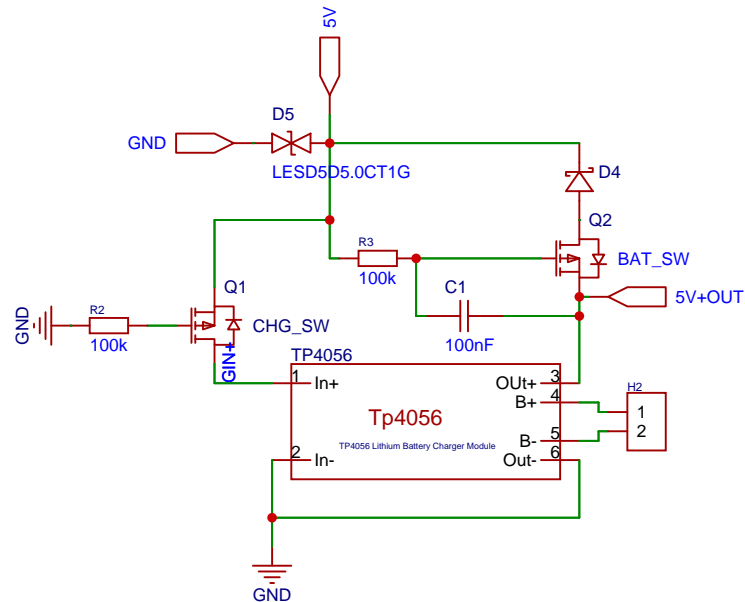 5V
D5
GND
LESD5D5.0CT1G
D4
Q2
R3
BAT_SW
100k
Q1
C1
5V+OUT
R2
CHG_SW
GND
100k
100nF
GIN+
TP4056
1 In+
OUt+ 3
B+ 4
H2
Tp4056
1
2
TP4056 Lithium Battery Charger Module
B- 5
2 In-
Out- 6
GND